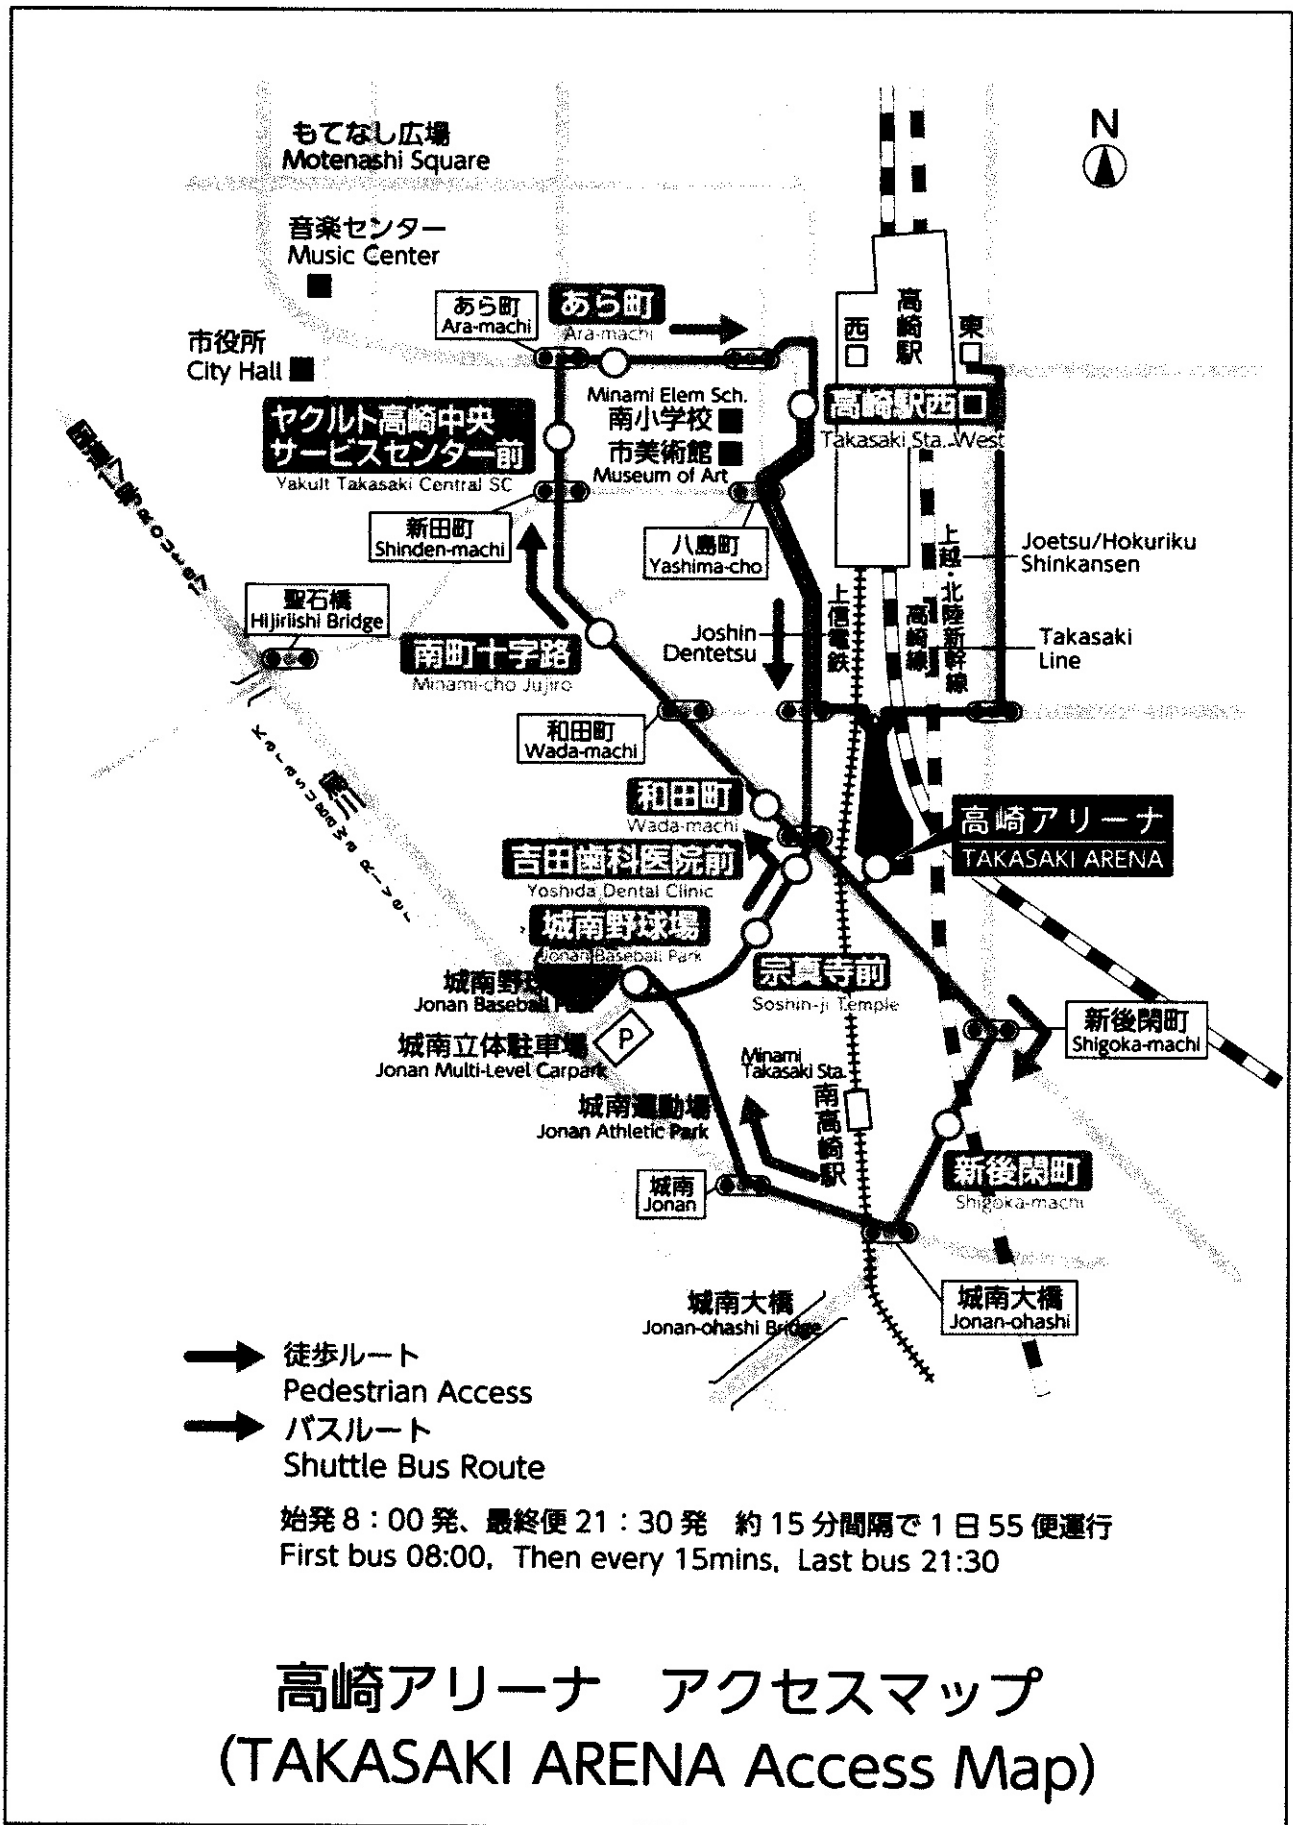 もてなし広場
Motenashi Square
N
音楽センター
Music Center
あら町
Ara-machi
あら町
Ara-machi
高崎駅
西口
東口
市役所
City Hall
Minami Elem Sch.
南小学校
市美術館
Museum of Art
高崎駅西口
Takasaki Sta. West
ヤクルト高崎中央
サービスセンター前
Yakult Takasaki Central SC
新田町
Shinden-machi
八島町
Yashima-cho
上越・北陸新幹線
Joetsu/Hokuriku
Shinkansen
聖石橋
Hijiriishi Bridge
上信電鉄
Joshin
Dentetsu
高崎線
Takasaki
Line
南町十字路
Minami-cho Jujiro
和田町
Wada-machi
Karasugawa River
和田町
Wada-machi
高崎アリーナ
TAKASAKI ARENA
吉田歯科医院前
Yoshida Dental Clinic
城南野球場
Jonan Baseball Park
城南野球
Jonan Baseball Park
宗真寺前
Soshin-ji Temple
新後閑町
Shigoka-machi
P
城南立体駐車場
Jonan Multi-Level Carpark
Minami
Takasaki Sta.
南高崎駅
城南運動場
Jonan Athletic Park
城南
Jonan
新後閑町
Shigoka-machi
城南大橋
Jonan-ohashi Bridge
城南大橋
Jonan-ohashi
徒歩ルート
Pedestrian Access
バスルート
Shuttle Bus Route
始発 8：00 発、最終便 21：30 発 約 15 分間隔で 1 日 55 便運行
First bus 08:00, Then every 15mins, Last bus 21:30
高崎アリーナ アクセスマップ
(TAKASAKI ARENA Access Map)